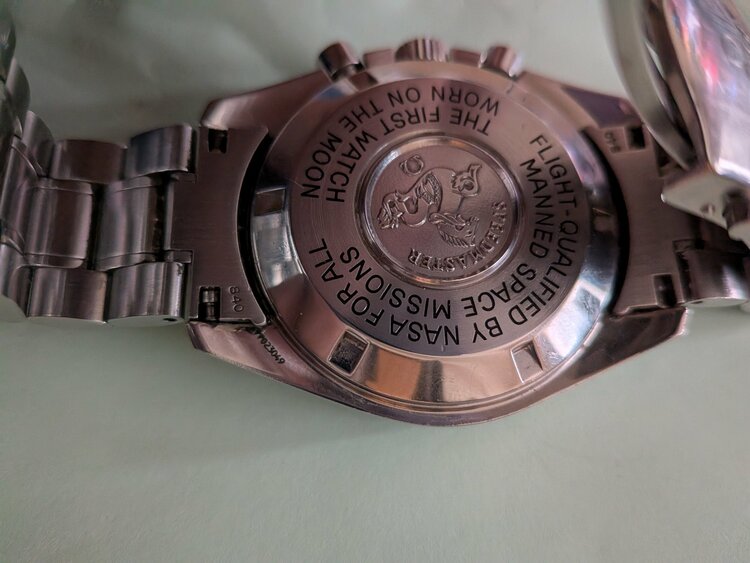 FLIGHT-QUALIFIED BY NASA FOR ALL
MANNED SPACE MISSIONS
THE FIRST WATCH
WORN ON THE MOON
SPEEDMASTER
840